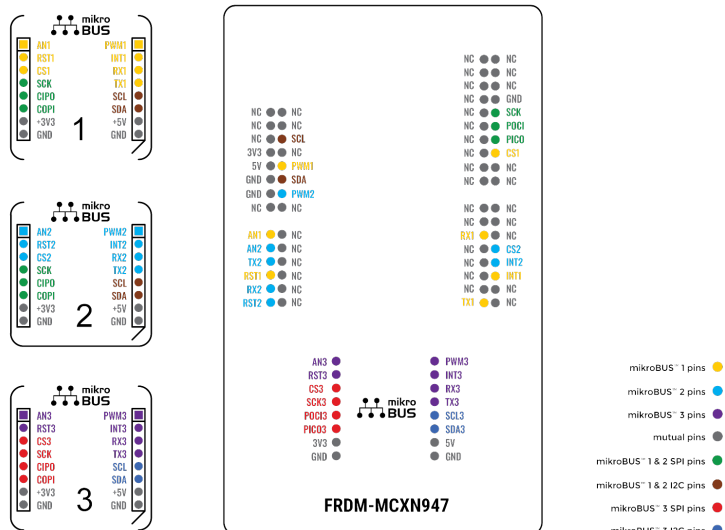 mikro
BUS
AN1 PWM1
RST1 INT1
CS1 RX1
SCK TX1
CIPO SCL
COPI SDA
+3V3 +5V
GND GND
1
mikro
BUS
AN2 PWM2
RST2 INT2
CS2 RX2
SCK TX2
CIPO SCL
COPI SDA
+3V3 +5V
GND GND
2
mikro
BUS
AN3 PWM3
RST3 INT3
CS3 RX3
SCK TX3
CIPO SCL
COPI SDA
+3V3 +5V
GND GND
3
NC NC
NC NC
NC SCL
3V3 NC
5V PWM1
GND SDA
GND PWM2
NC NC
AN1 NC
AN2 NC
TX2 NC
RST1 NC
RX2 NC
RST2 NC
NC NC
NC NC
NC NC
NC GND
NC SCK
NC POCI
NC PICO
NC CS1
NC NC
NC NC
NC NC
RX1 NC
NC CS2
NC INT2
NC INT1
NC NC
TX1 NC
AN3 PWM3
RST3 INT3
CS3 RX3
SCK3 TX3
POCI3 SCL3
PICO3 SDA3
3V3 5V
GND GND
mikro
BUS
FRDM-MCXN947
mikroBUS™ 1 pins
mikroBUS™ 2 pins
mikroBUS™ 3 pins
mutual pins
mikroBUS™ 1 & 2 SPI pins
mikroBUS™ 1 & 2 I2C pins
mikroBUS™ 3 SPI pins
mikroBUS™ 3 I2C pins